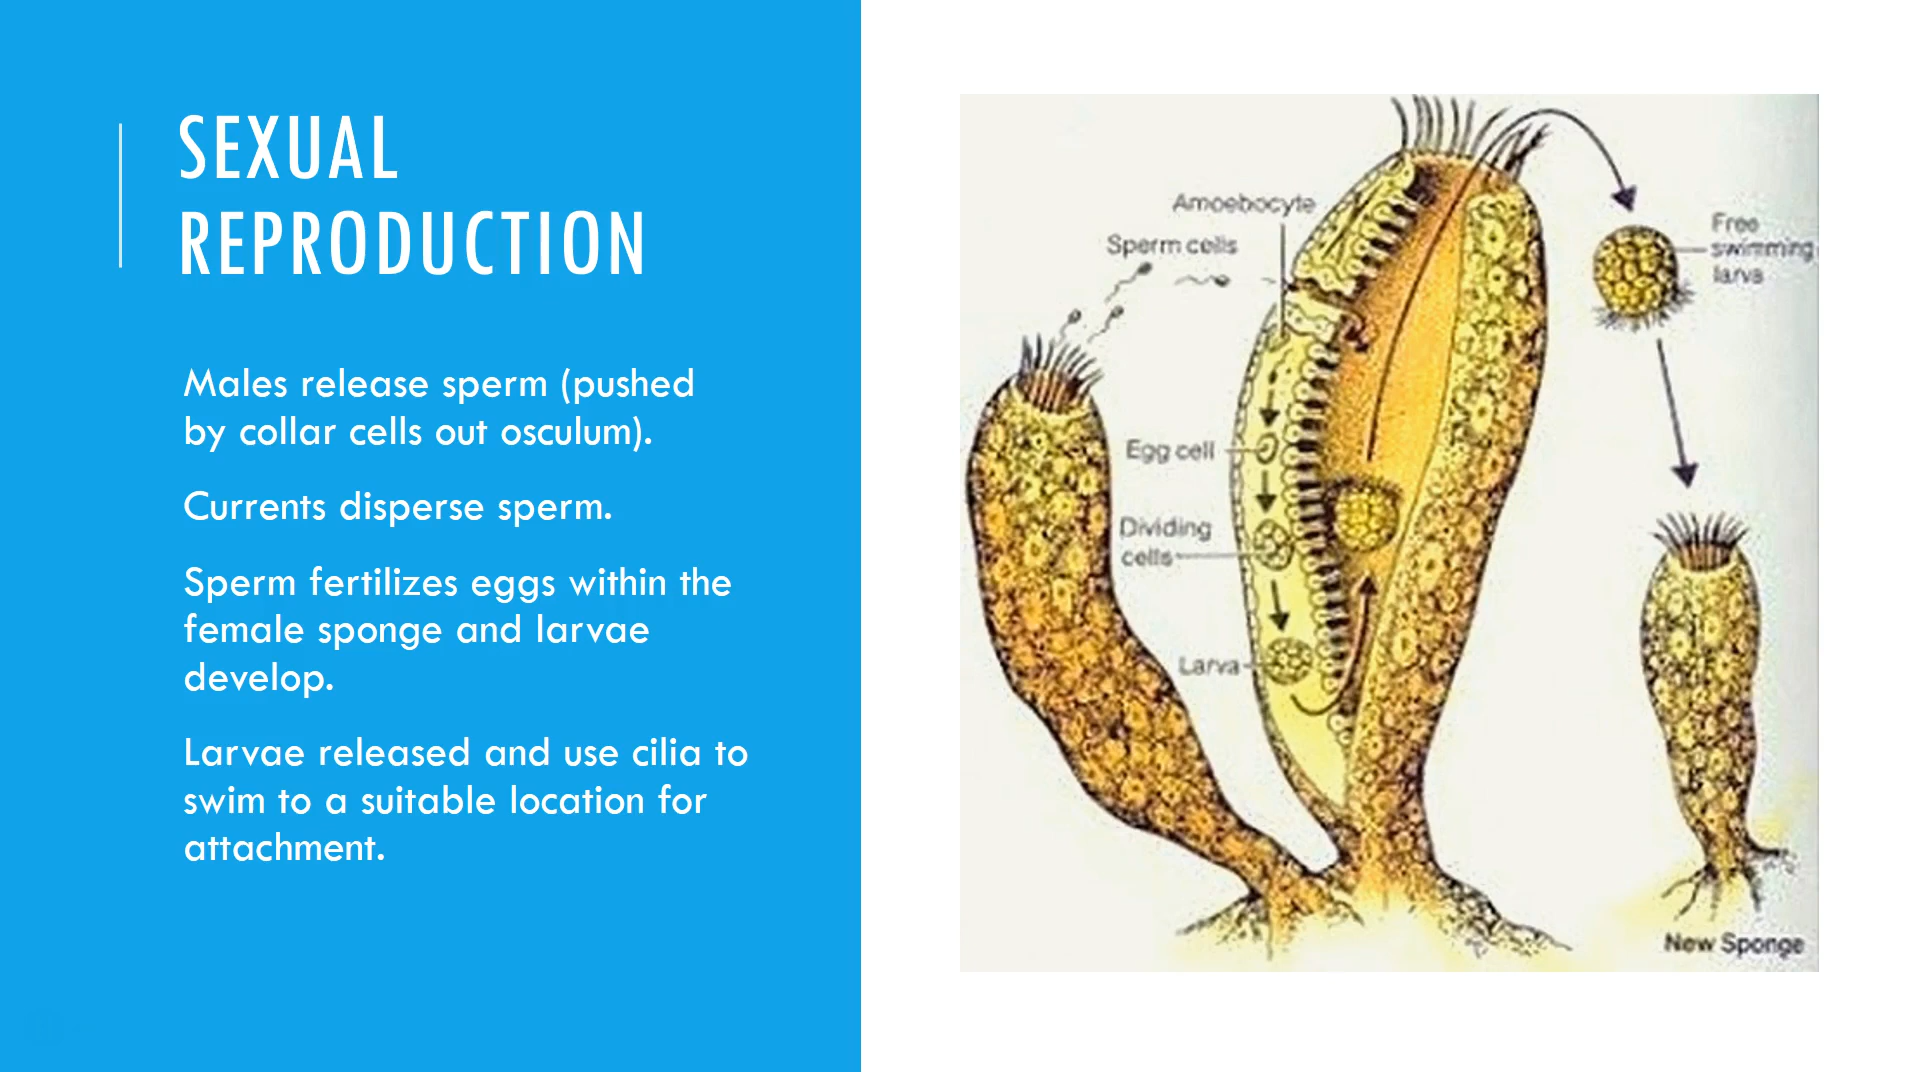 SEXUAL
REPRODUCTION
Males release sperm (pushed
by collar cells out osculum).
Currents disperse sperm.
Sperm fertilizes eggs within the
female sponge and larvae
develop.
Larvae released and use cilia to
swim to a suitable location for
attachment.
Amoebocyte
Sperm cells
Free
swimming
larva
Egg cell
Dividing
cells
Larva
New Sponge